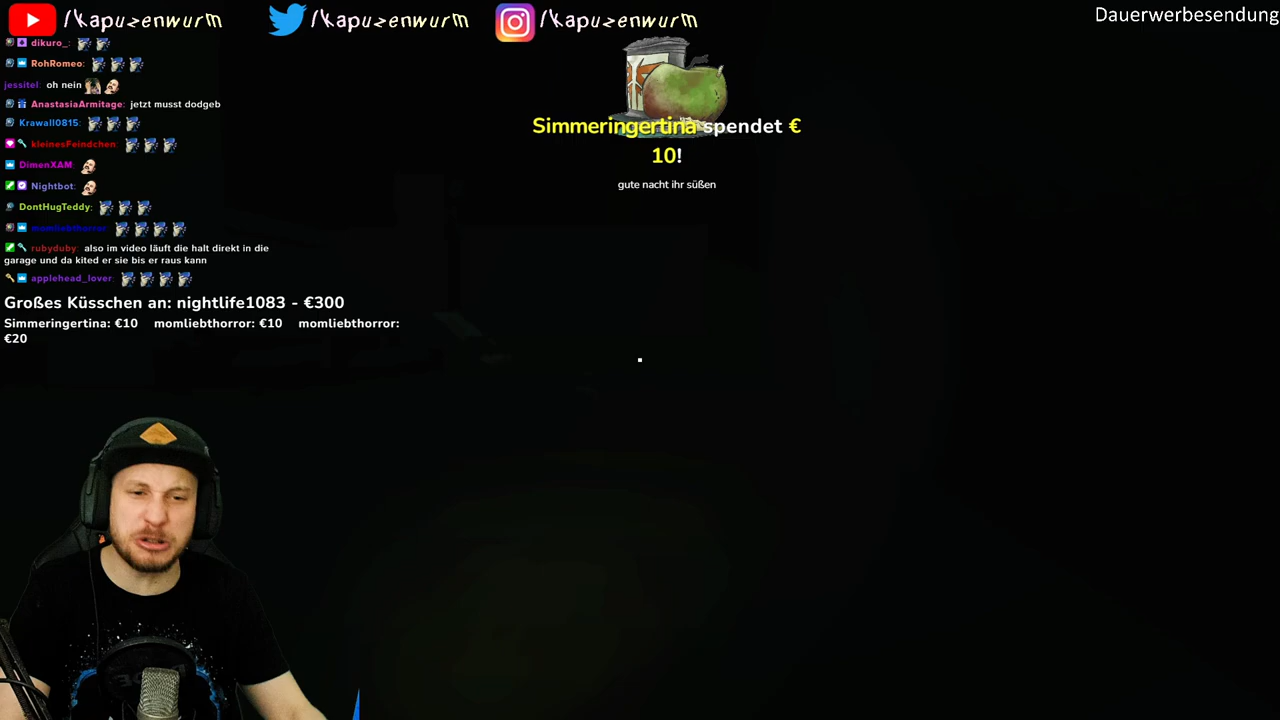 /kapuzenwurm
/kapuzenwurm
/kapuzenwurm
Dauerwerbesendung
dikuro_:
RohRomeo:
jessitel: oh nein
AnastasiaArmitage: jetzt musst dodgeb
Krawall0815:
kleinesFeindchen:
DimenXAM:
Nightbot:
DontHugTeddy:
momliebthorror:
rubyduby: also im video läuft die halt direkt in die
garage und da kited er sie bis er raus kann
applehead_lover:
Großes Küsschen an: nightlife1083 - €300
Simmeringertina: €10 momliebthorror: €10 momliebthorror:
€20
Simmeringertina spendet €
10!
gute nacht ihr süßen